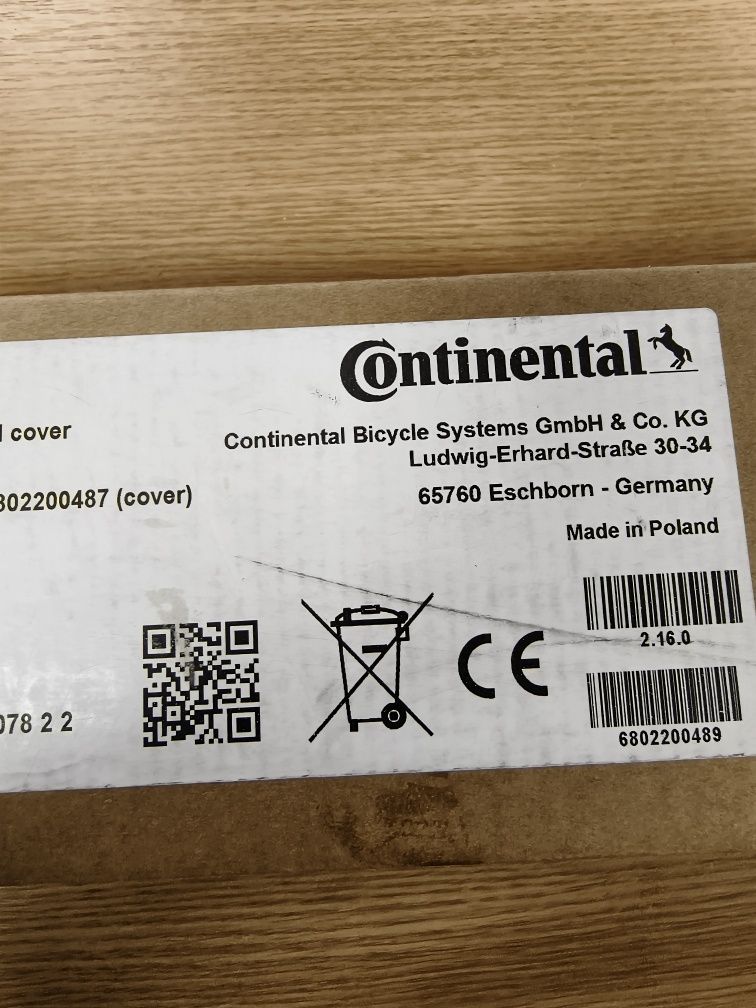 Continental
cover
Continental Bicycle Systems GmbH & Co. KG
Ludwig-Erhard-Straße 30-34
802200487 (cover)
65760 Eschborn - Germany
Made in Poland
2.16.0
CE
078 2 2
6802200489